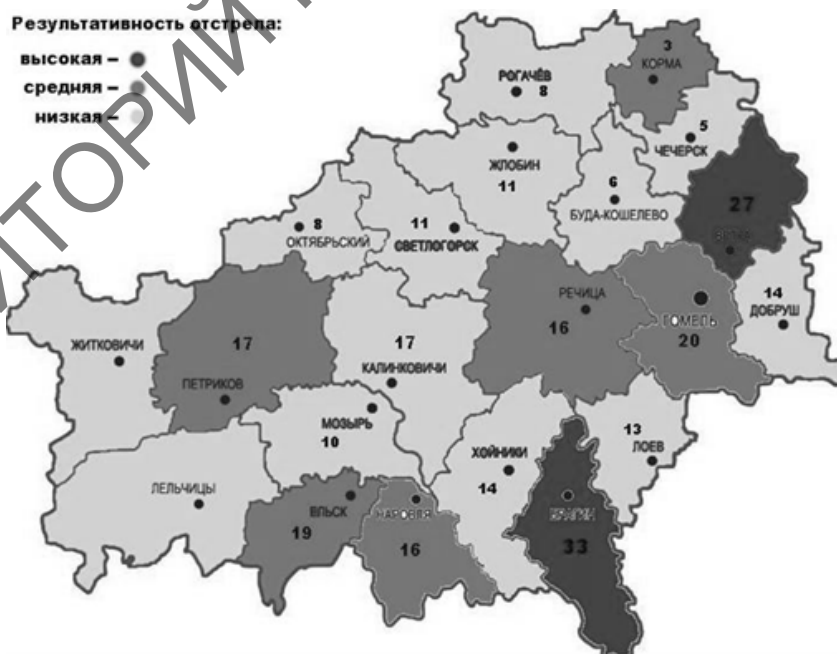 Результативность отстрела:
высокая –
средняя –
низкая –
3
КОРМА
РОГАЧЁВ
8
5
ЧЕЧЕРСК
ЖЛОБИН
11
6
БУДА-КОШЕЛЕВО
27
ВЕТКА
8
ОКТЯБРЬСКИЙ
11
СВЕТЛОГОРСК
РЕЧИЦА
16
ГОМЕЛЬ
20
14
ДОБРУШ
ЖИТКОВИЧИ
17
ПЕТРИКОВ
17
КАЛИНКОВИЧИ
МОЗЫРЬ
10
13
ЛОЕВ
ХОЙНИКИ
14
ЛЕЛЬЧИЦЫ
ЕЛЬСК
19
НАРОВЛЯ
16
БРАГИН
33